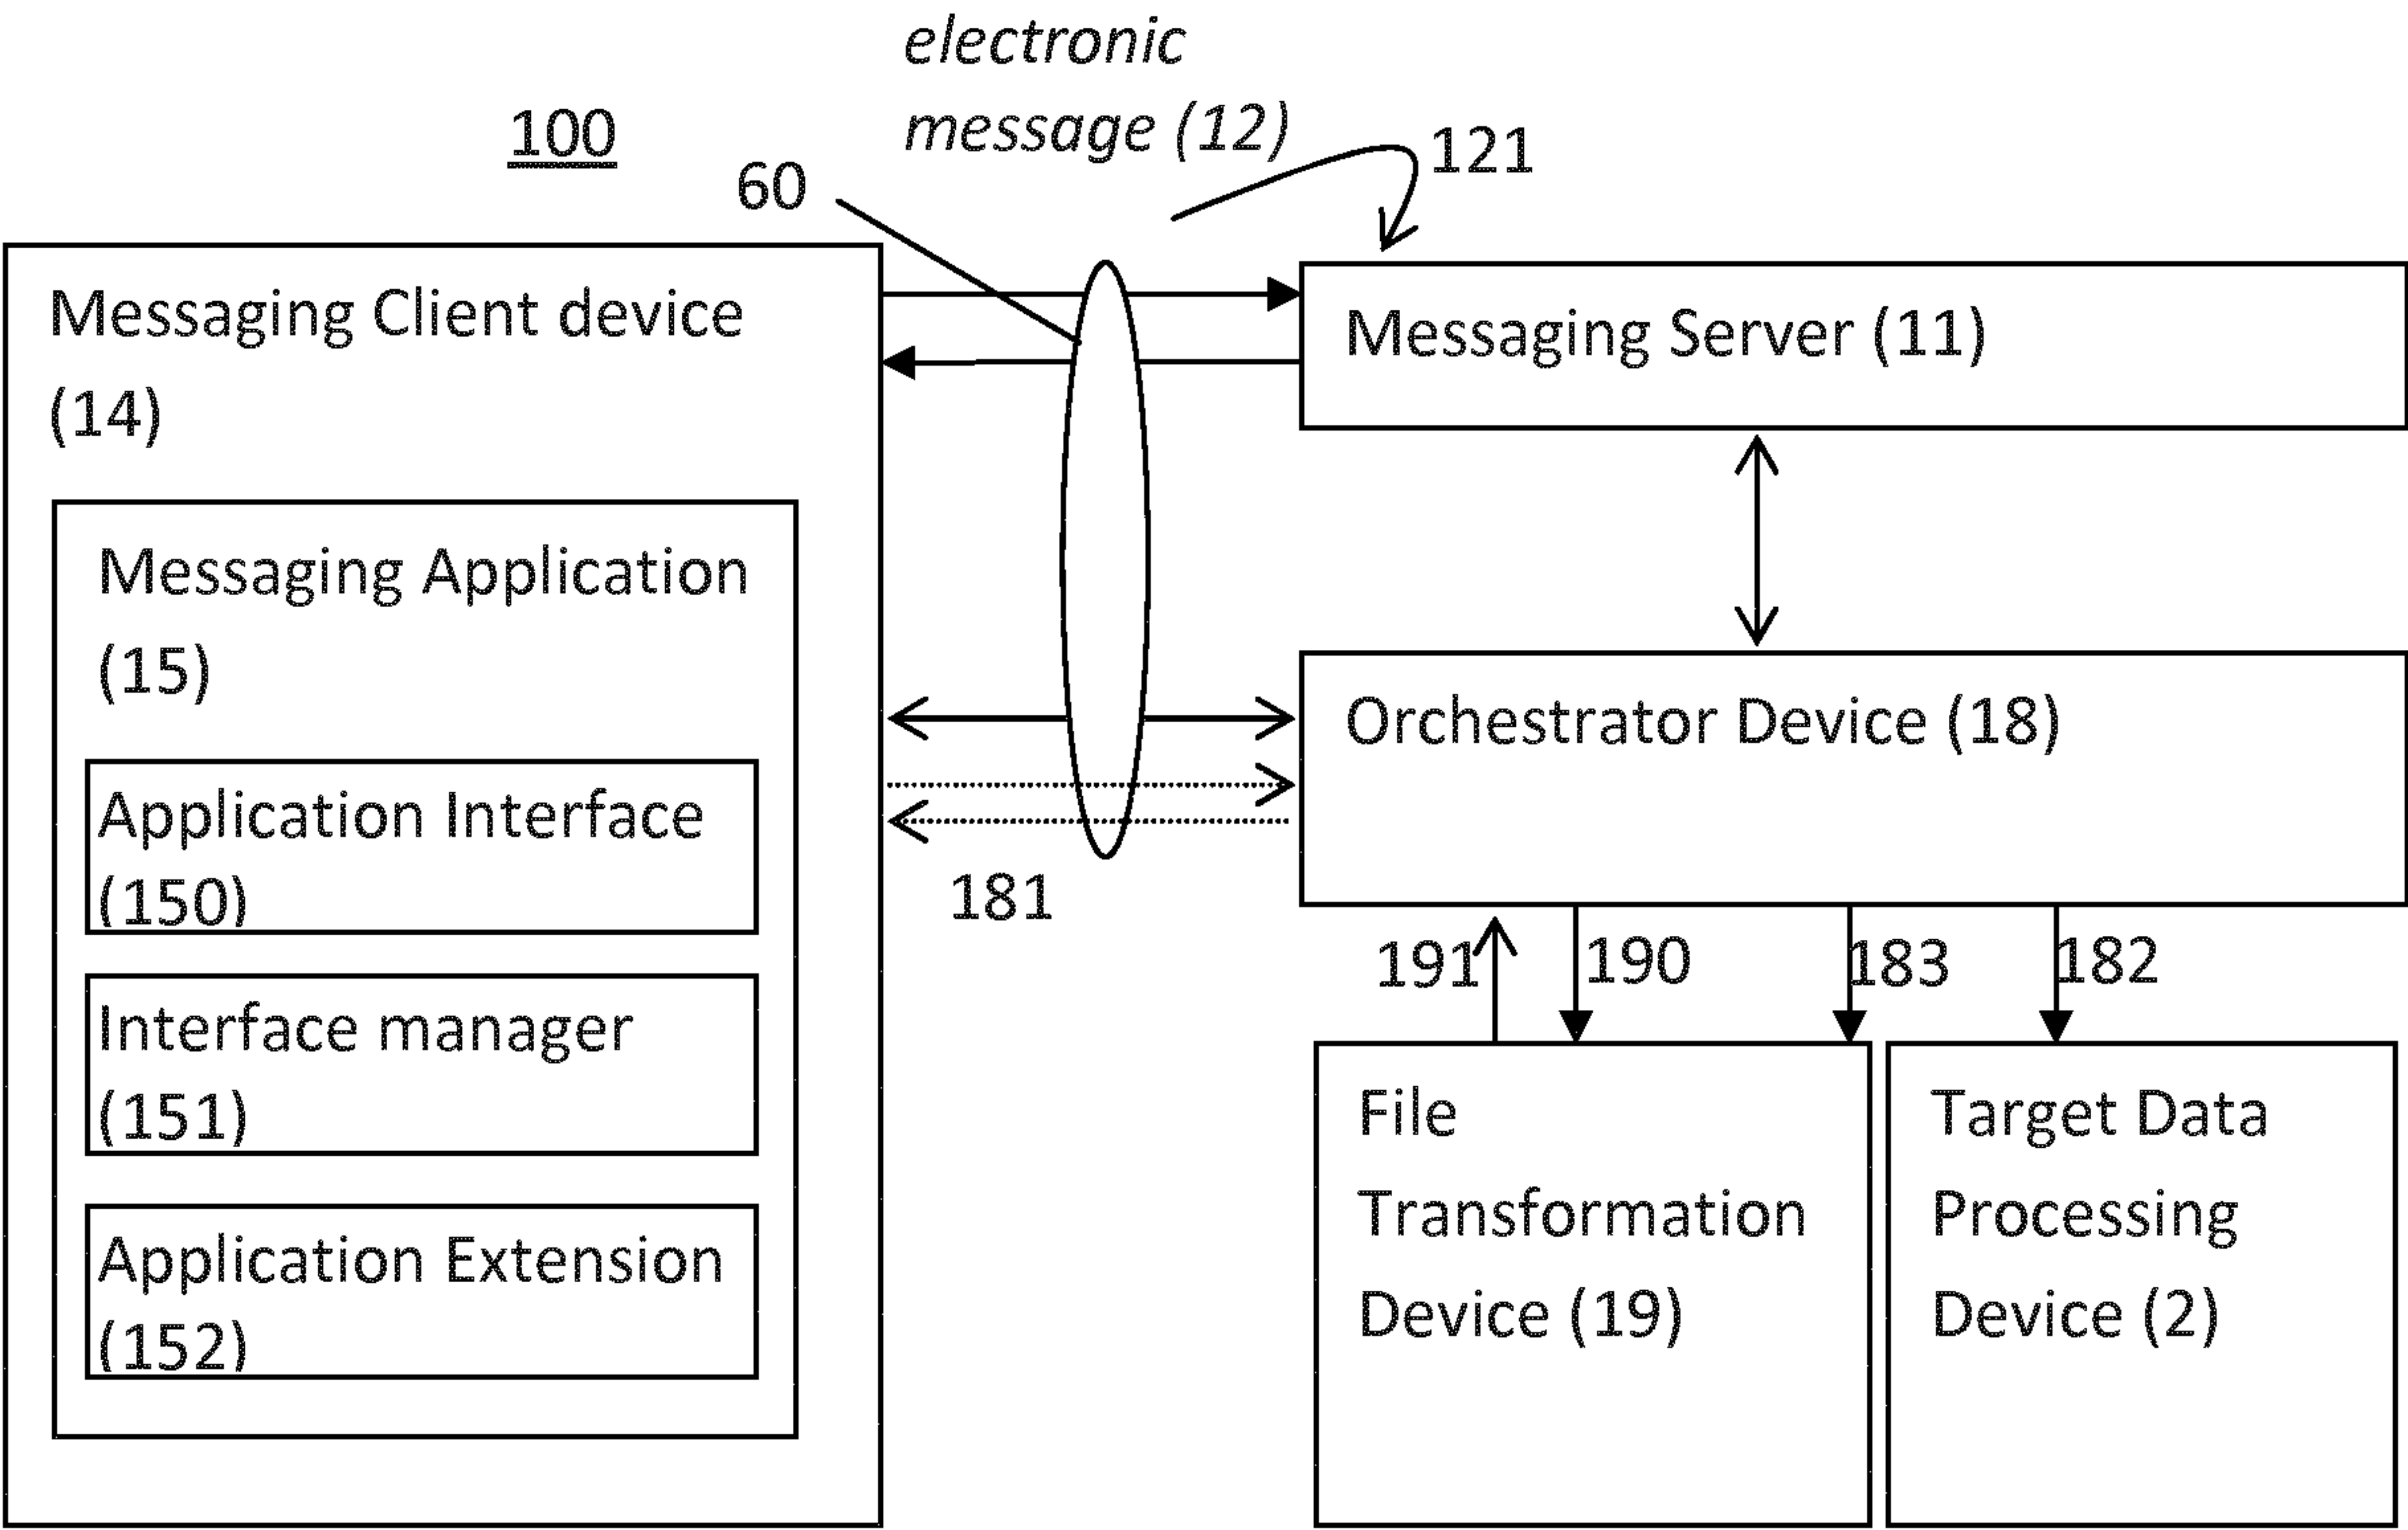 electronic
message (12)
100
60
121
Messaging Client device
(14)
Messaging Server (11)
Messaging Application
(15)
Orchestrator Device (18)
Application Interface
(150)
181
191
190
183
182
Interface manager
(151)
File
Transformation
Device (19)
Target Data
Processing
Device (2)
Application Extension
(152)